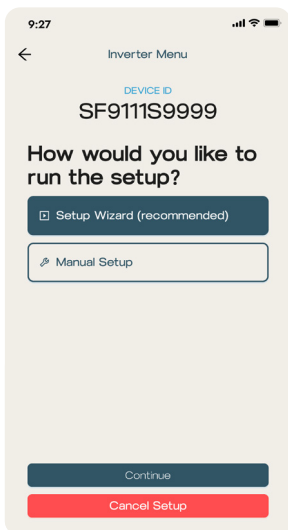 9:27
Inverter Menu
DEVICE ID
SF9111S9999
How would you like to
run the setup?
Setup Wizard (recommended)
Manual Setup
Continue
Cancel Setup